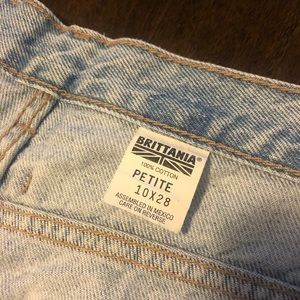 BRITTANIA®
100% COTTON
PETITE
10X28
ASSEMBLED IN MEXICO
CARE ON REVERSE